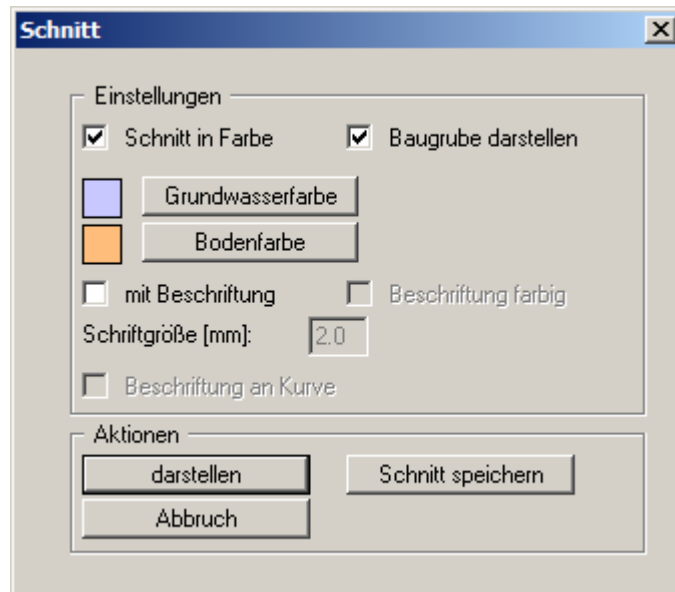 Schnitt
Einstellungen
Schnitt in Farbe Baugrube darstellen
Grundwasserfarbe
Bodenfarbe
mit Beschriftung Beschriftung farbig
Schriftgröße [mm]: 2.0
Beschriftung an Kurve
Aktionen
darstellen Schnitt speichern
Abbruch